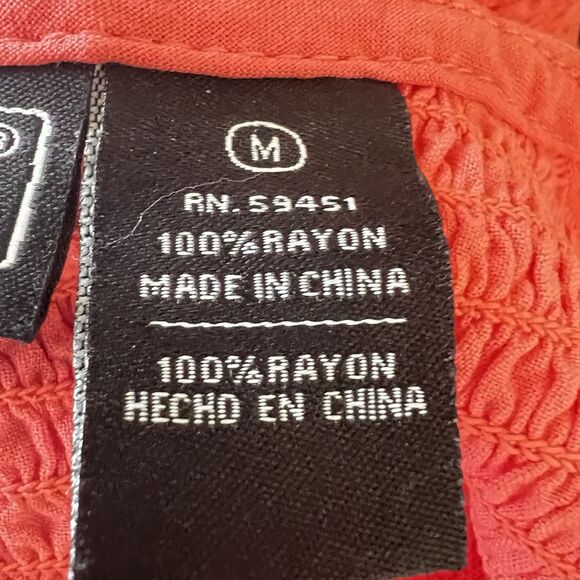 ®
M
RN. 59451
100% RAYON
MADE IN CHINA
100% RAYON
HECHO EN CHINA